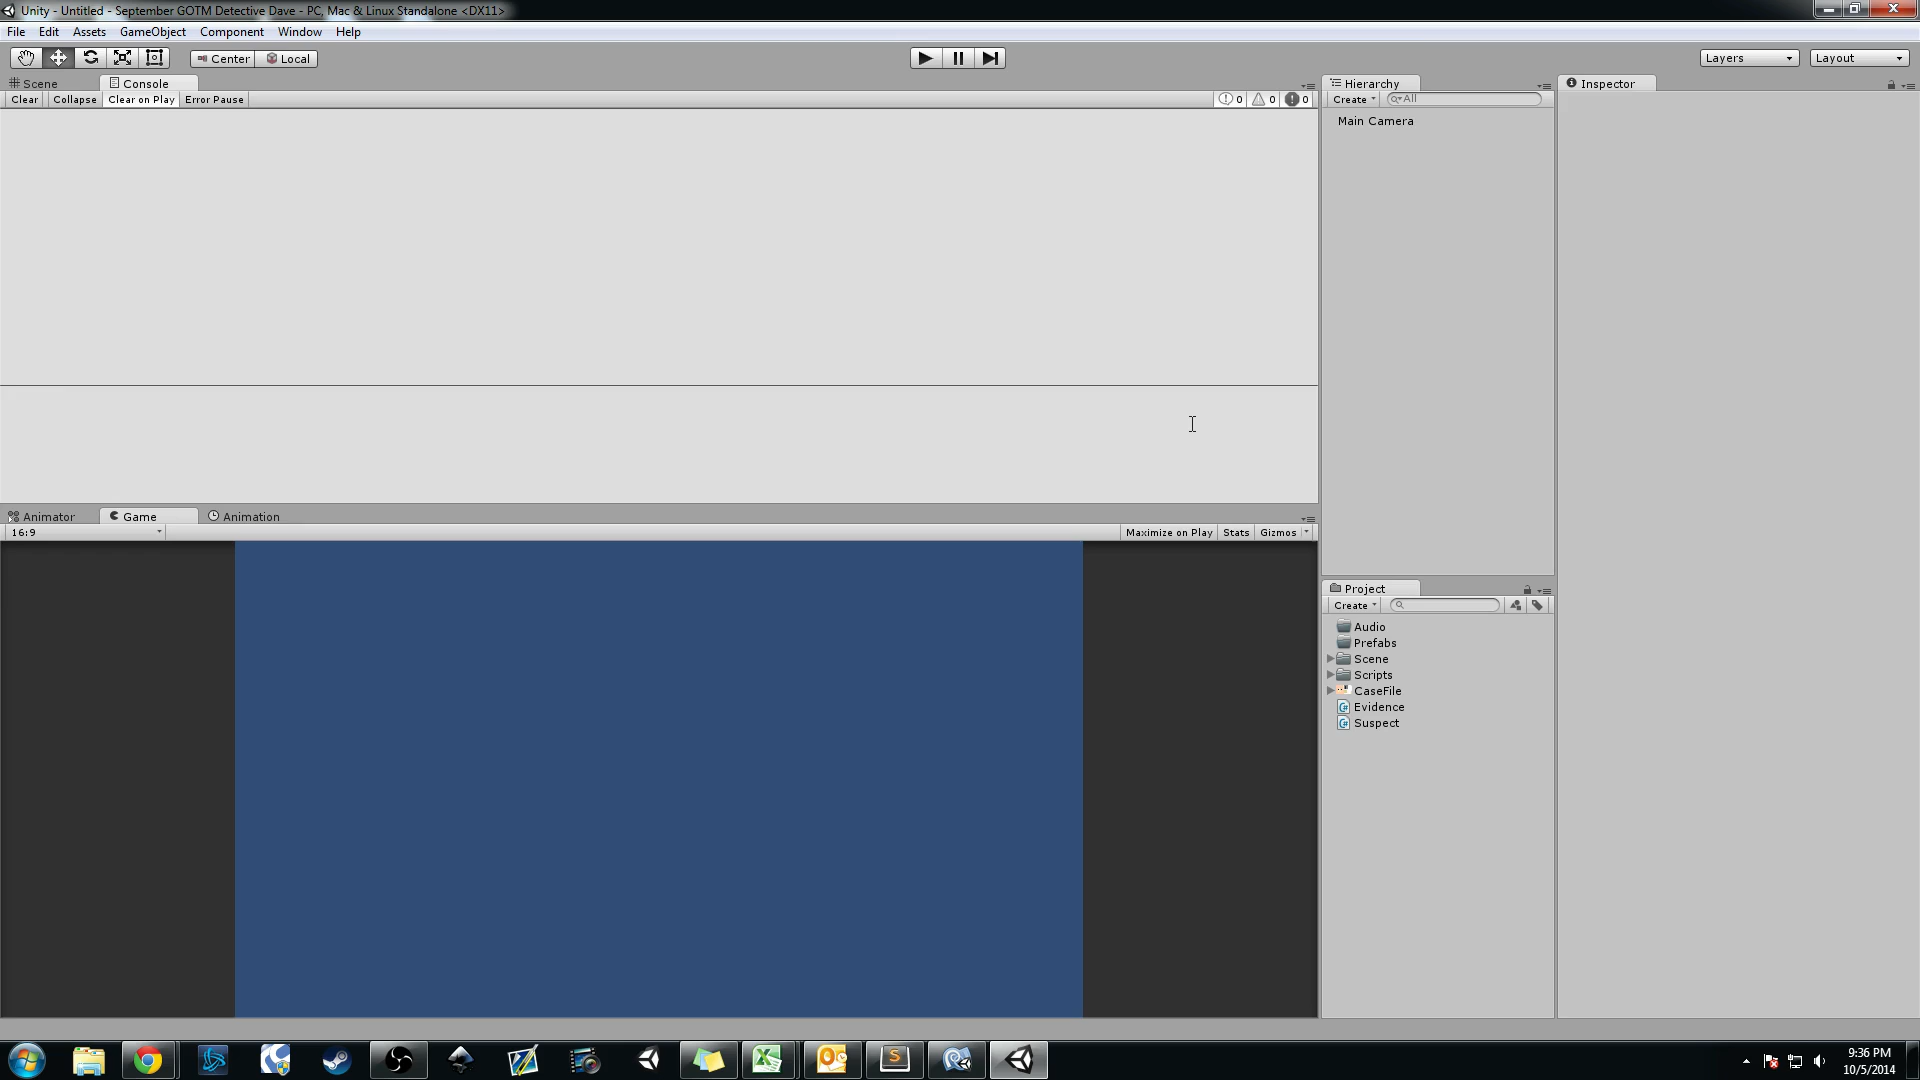 Unity - Untitled - September GOTM Detective Dave - PC, Mac & Linux Standalone <DX11>
File Edit Assets GameObject Component Window Help
Center Local Layers Layout
Scene Console
Clear Collapse Clear on Play Error Pause 0 0 0
Hierarchy
Create All
Main Camera
Inspector
Animator Game Animation
16:9 Maximize on Play Stats Gizmos
Project
Create
Audio
Prefabs
Scene
Scripts
CaseFile
Evidence
Suspect
9:36 PM
10/5/2014